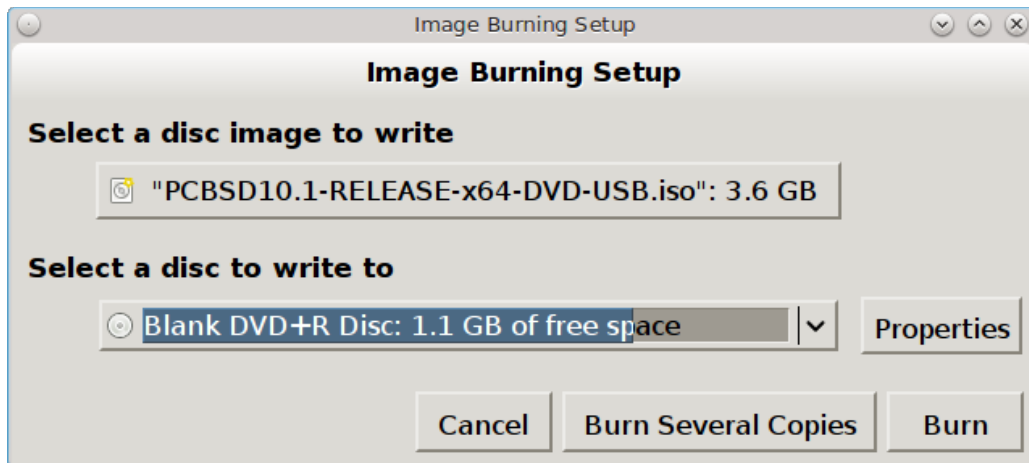 Image Burning Setup
Image Burning Setup
Select a disc image to write
"PCBSD10.1-RELEASE-x64-DVD-USB.iso": 3.6 GB
Select a disc to write to
Blank DVD+R Disc: 1.1 GB of free space
Properties
Cancel
Burn Several Copies
Burn